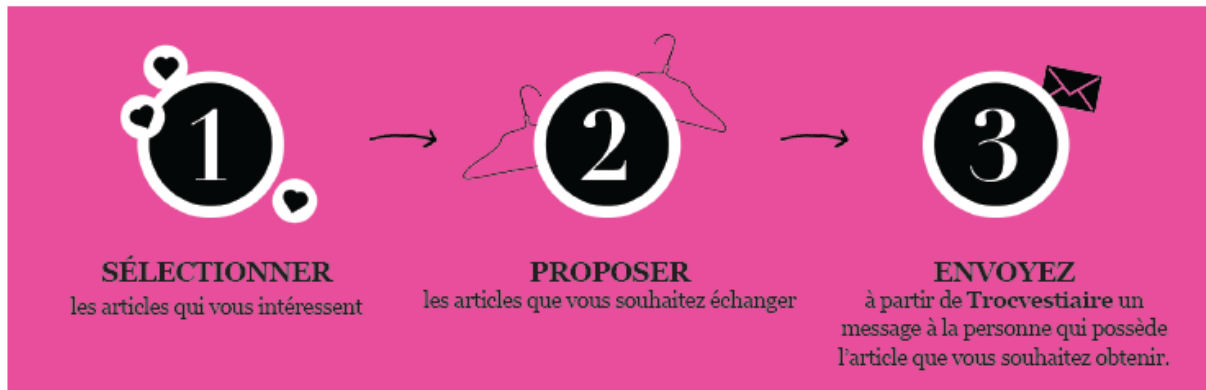 1
2
3
SÉLECTIONNER
les articles qui vous intéressent
PROPOSER
les articles que vous souhaitez échanger
ENVOYEZ
à partir de Trocvestiaire un
message à la personne qui possède
l'article que vous souhaitez obtenir.